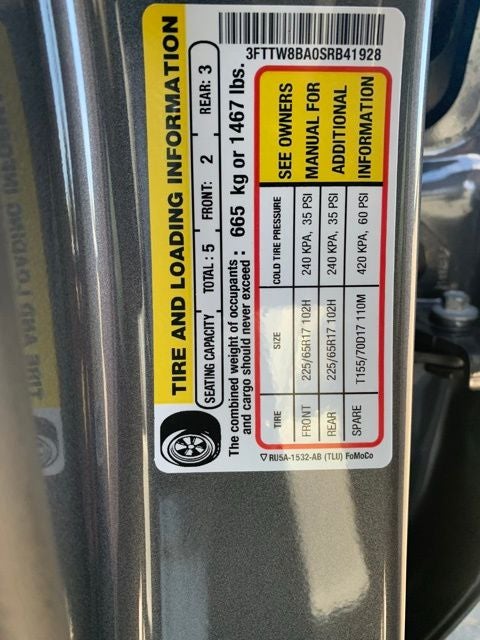 3FTTW8BA0SRB41928
TIRE AND LOADING INFORMATION
SEATING CAPACITY TOTAL : 5 FRONT: 2 REAR: 3
The combined weight of occupants
and cargo should never exceed : 665 kg or 1467 lbs.
TIRE SIZE COLD TIRE PRESSURE SEE OWNERS
FRONT 225/65R17 102H 240 KPA, 35 PSI MANUAL FOR
REAR 225/65R17 102H 240 KPA, 35 PSI ADDITIONAL
SPARE T155/70D17 110M 420 KPA, 60 PSI INFORMATION
RU5A-1532-AB (TLU) FoMoCo